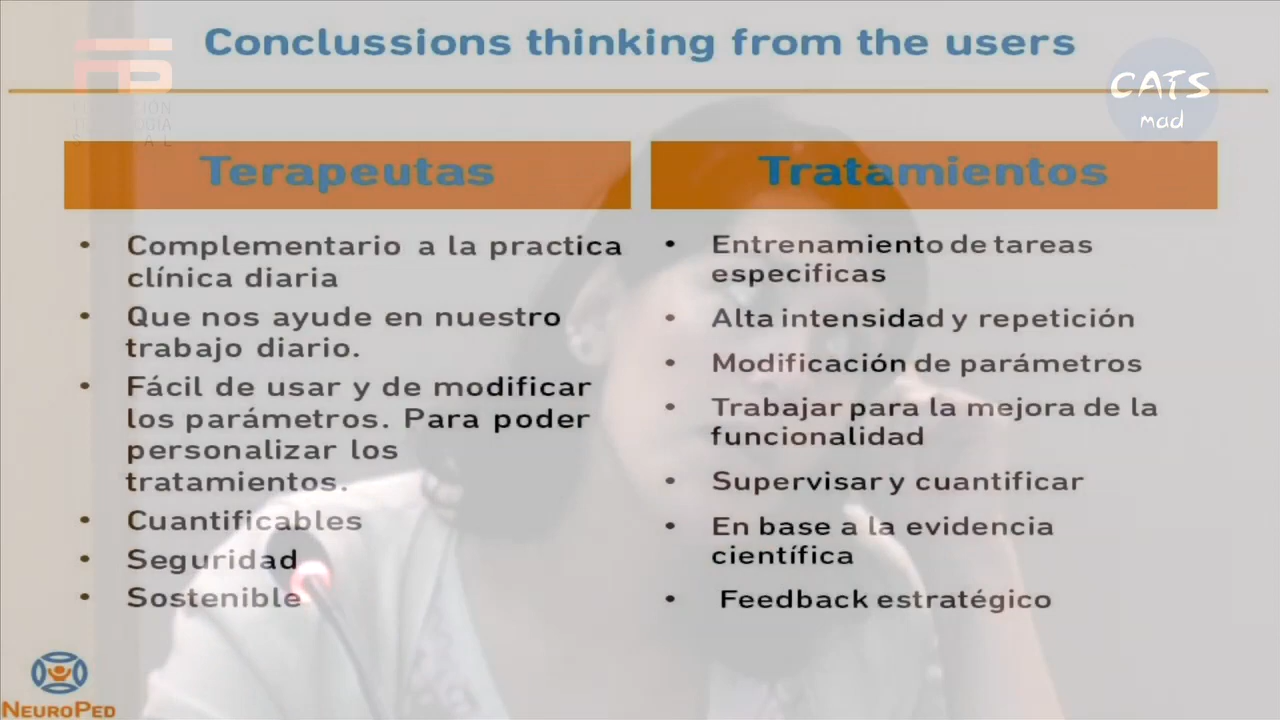 Conclussions thinking from the users
CATS
mad
Terapeutas
Complementario a la practica
clínica diaria
Que nos ayude en nuestro
trabajo diario.
Fácil de usar y de modificar
los parámetros. Para poder
personalizar los
tratamientos.
Cuantificables
Seguridad
Sostenible
Tratamientos
Entrenamiento de tareas
especificas
Alta intensidad y repetición
Modificación de parámetros
Trabajar para la mejora de la
funcionalidad
Supervisar y cuantificar
En base a la evidencia
científica
Feedback estratégico
NEUROPED